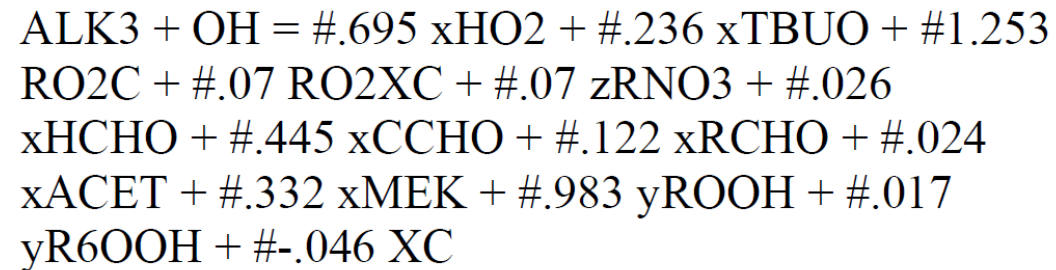 ALK3 + OH = #.695 xHO2 + #.236 xTBUO + #1.253
RO2C + #.07 RO2XC + #.07 zRNO3 + #.026
xHCHO + #.445 xCCHO + #.122 xRCHO + #.024
xACET + #.332 xMEK + #.983 yROOH + #.017
yR6OOH + #-.046 XC